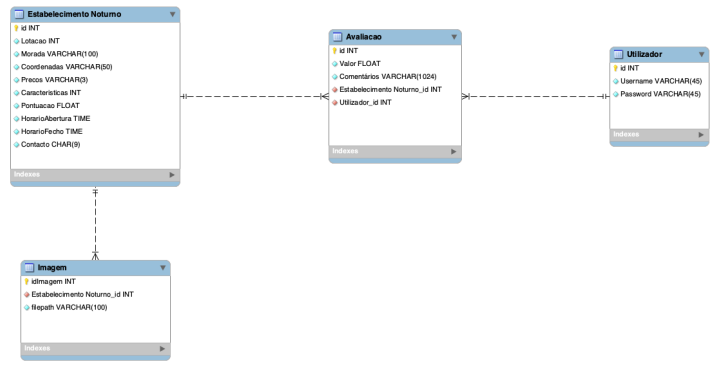 Estabelecimento Noturno
id INT
Lotacao INT
Morada VARCHAR(100)
Coordenadas VARCHAR(50)
Precos VARCHAR(3)
Caracteristicas INT
Pontuacao FLOAT
HorarioAbertura TIME
HorarioFecho TIME
Contacto CHAR(9)
Indexes
Avaliacao
id INT
Valor FLOAT
Comentários VARCHAR(1024)
Estabelecimento Noturno_id INT
Utilizador_id INT
Indexes
Utilizador
id INT
Username VARCHAR(45)
Password VARCHAR(45)
Indexes
Imagem
idImagem INT
Estabelecimento Noturno_id INT
filepath VARCHAR(100)
Indexes